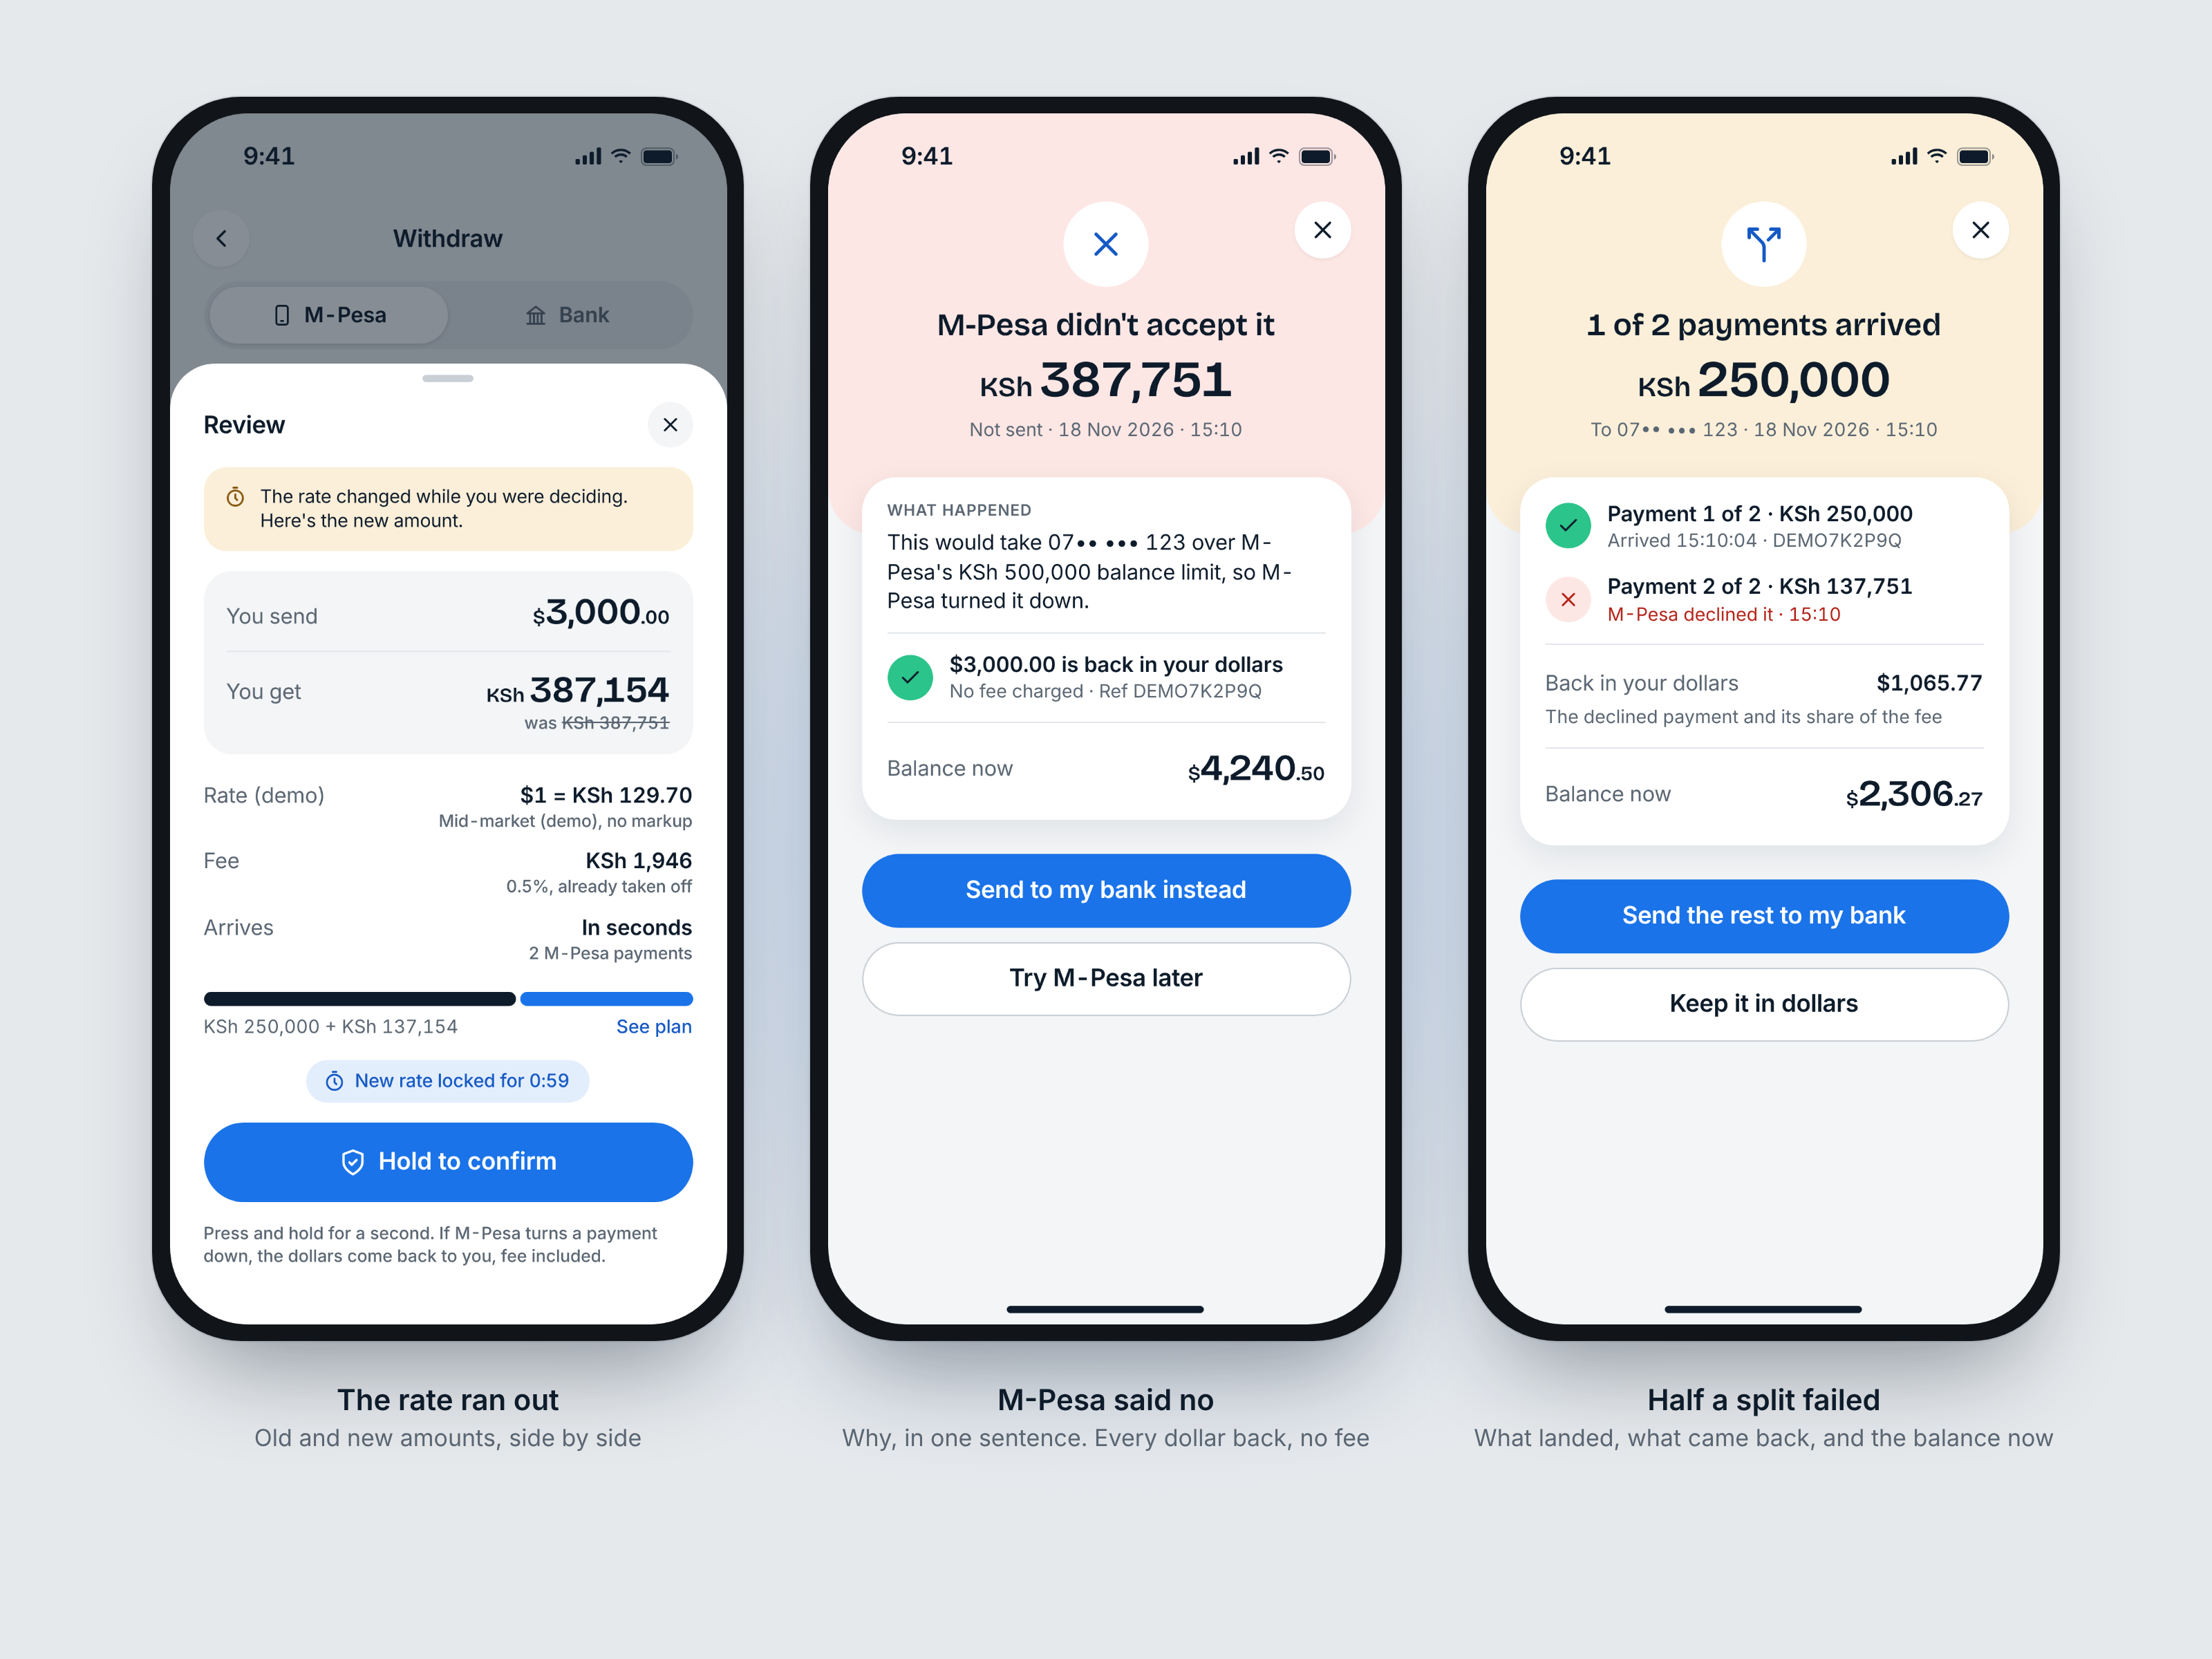 9:41
Withdraw
M-Pesa
Bank
Review
The rate changed while you were deciding.
Here's the new amount.
You send
$3,000.00
You get
KSh 387,154
was KSh 387,751
Rate (demo)
$1 = KSh 129.70
Mid-market (demo), no markup
Fee
KSh 1,946
0.5%, already taken off
Arrives
In seconds
2 M-Pesa payments
KSh 250,000 + KSh 137,154
See plan
New rate locked for 0:59
Hold to confirm
Press and hold for a second. If M-Pesa turns a payment
down, the dollars come back to you, fee included.
The rate ran out
Old and new amounts, side by side
9:41
M-Pesa didn't accept it
KSh 387,751
Not sent · 18 Nov 2026 · 15:10
WHAT HAPPENED
This would take 07•• ••• 123 over M-
Pesa's KSh 500,000 balance limit, so M-
Pesa turned it down.
$3,000.00 is back in your dollars
No fee charged · Ref DEMO7K2P9Q
Balance now
$4,240.50
Send to my bank instead
Try M-Pesa later
M-Pesa said no
Why, in one sentence. Every dollar back, no fee
9:41
1 of 2 payments arrived
KSh 250,000
To 07•• ••• 123 · 18 Nov 2026 · 15:10
Payment 1 of 2 · KSh 250,000
Arrived 15:10:04 · DEMO7K2P9Q
Payment 2 of 2 · KSh 137,751
M-Pesa declined it · 15:10
Back in your dollars
$1,065.77
The declined payment and its share of the fee
Balance now
$2,306.27
Send the rest to my bank
Keep it in dollars
Half a split failed
What landed, what came back, and the balance now